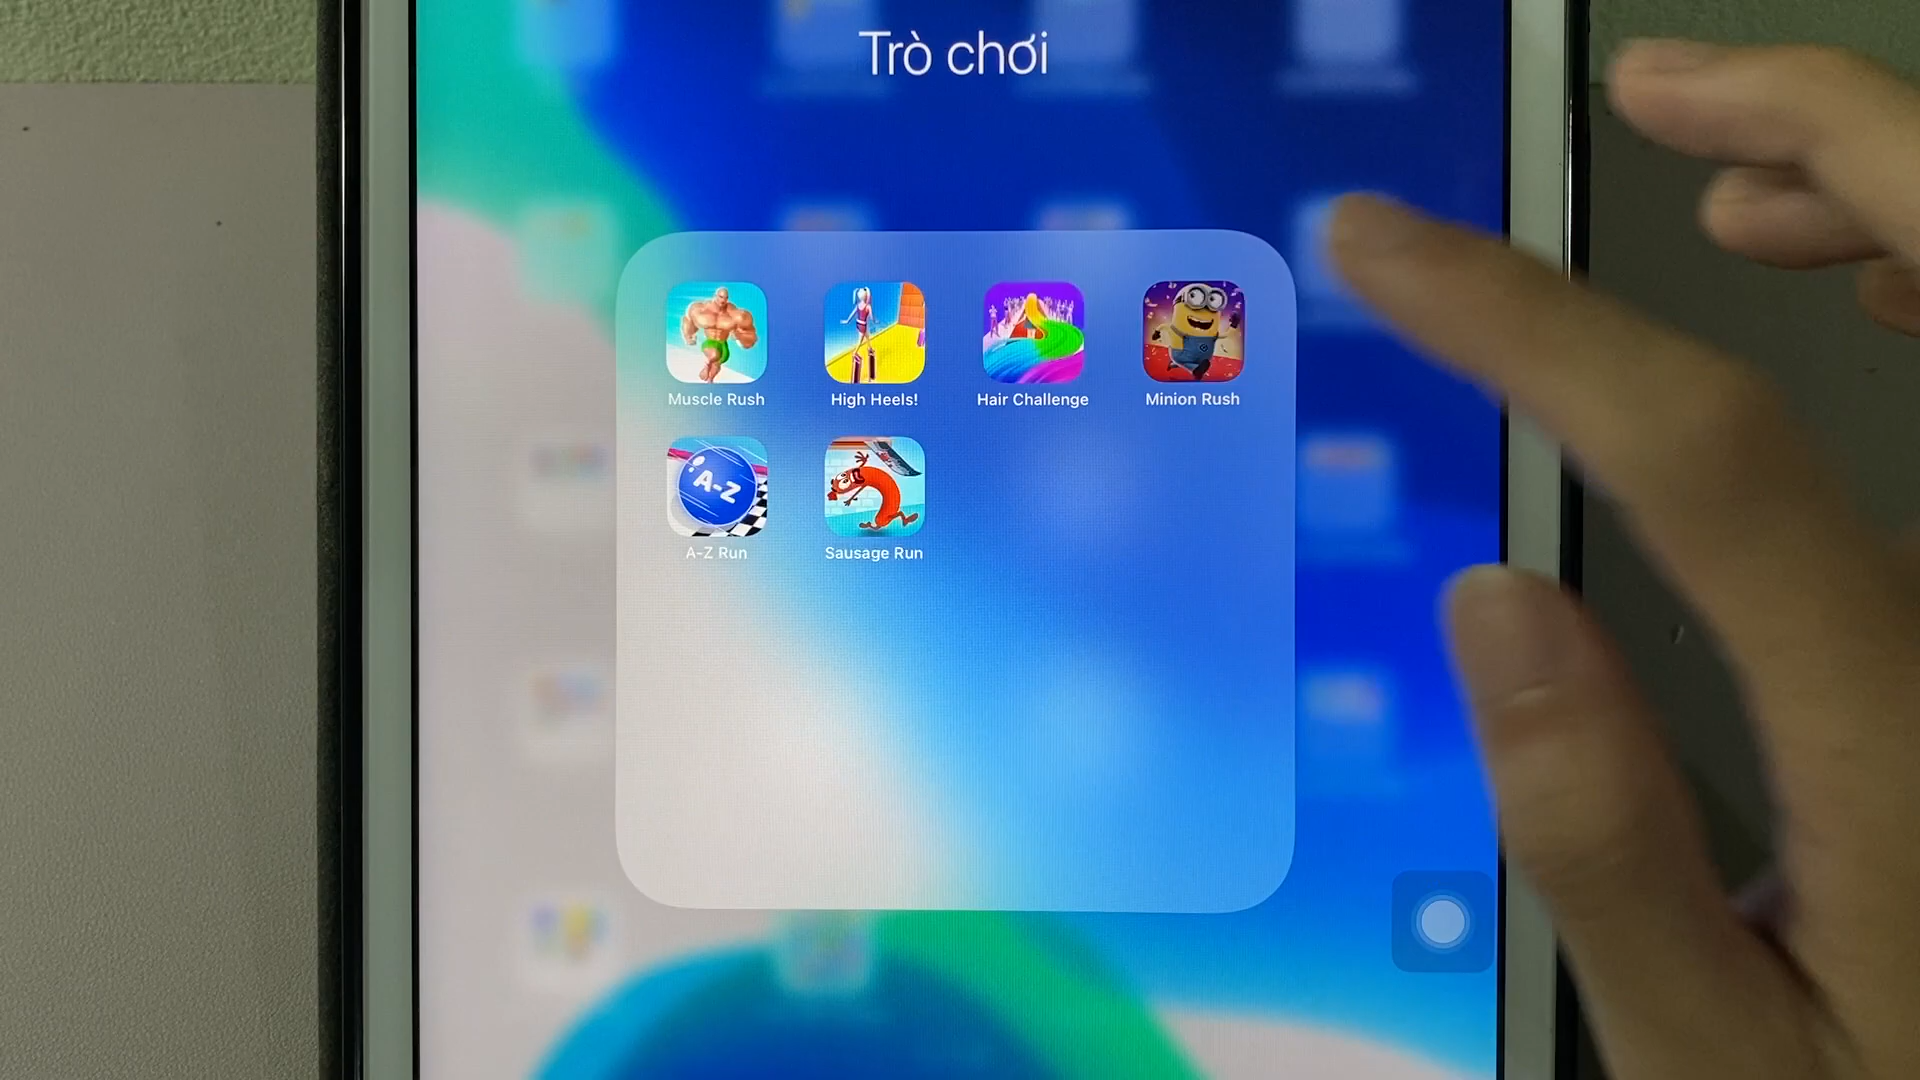 Trò chơi
Muscle Rush
High Heels!
Hair Challenge
Minion Rush
A-Z
A-Z Run
Sausage Run